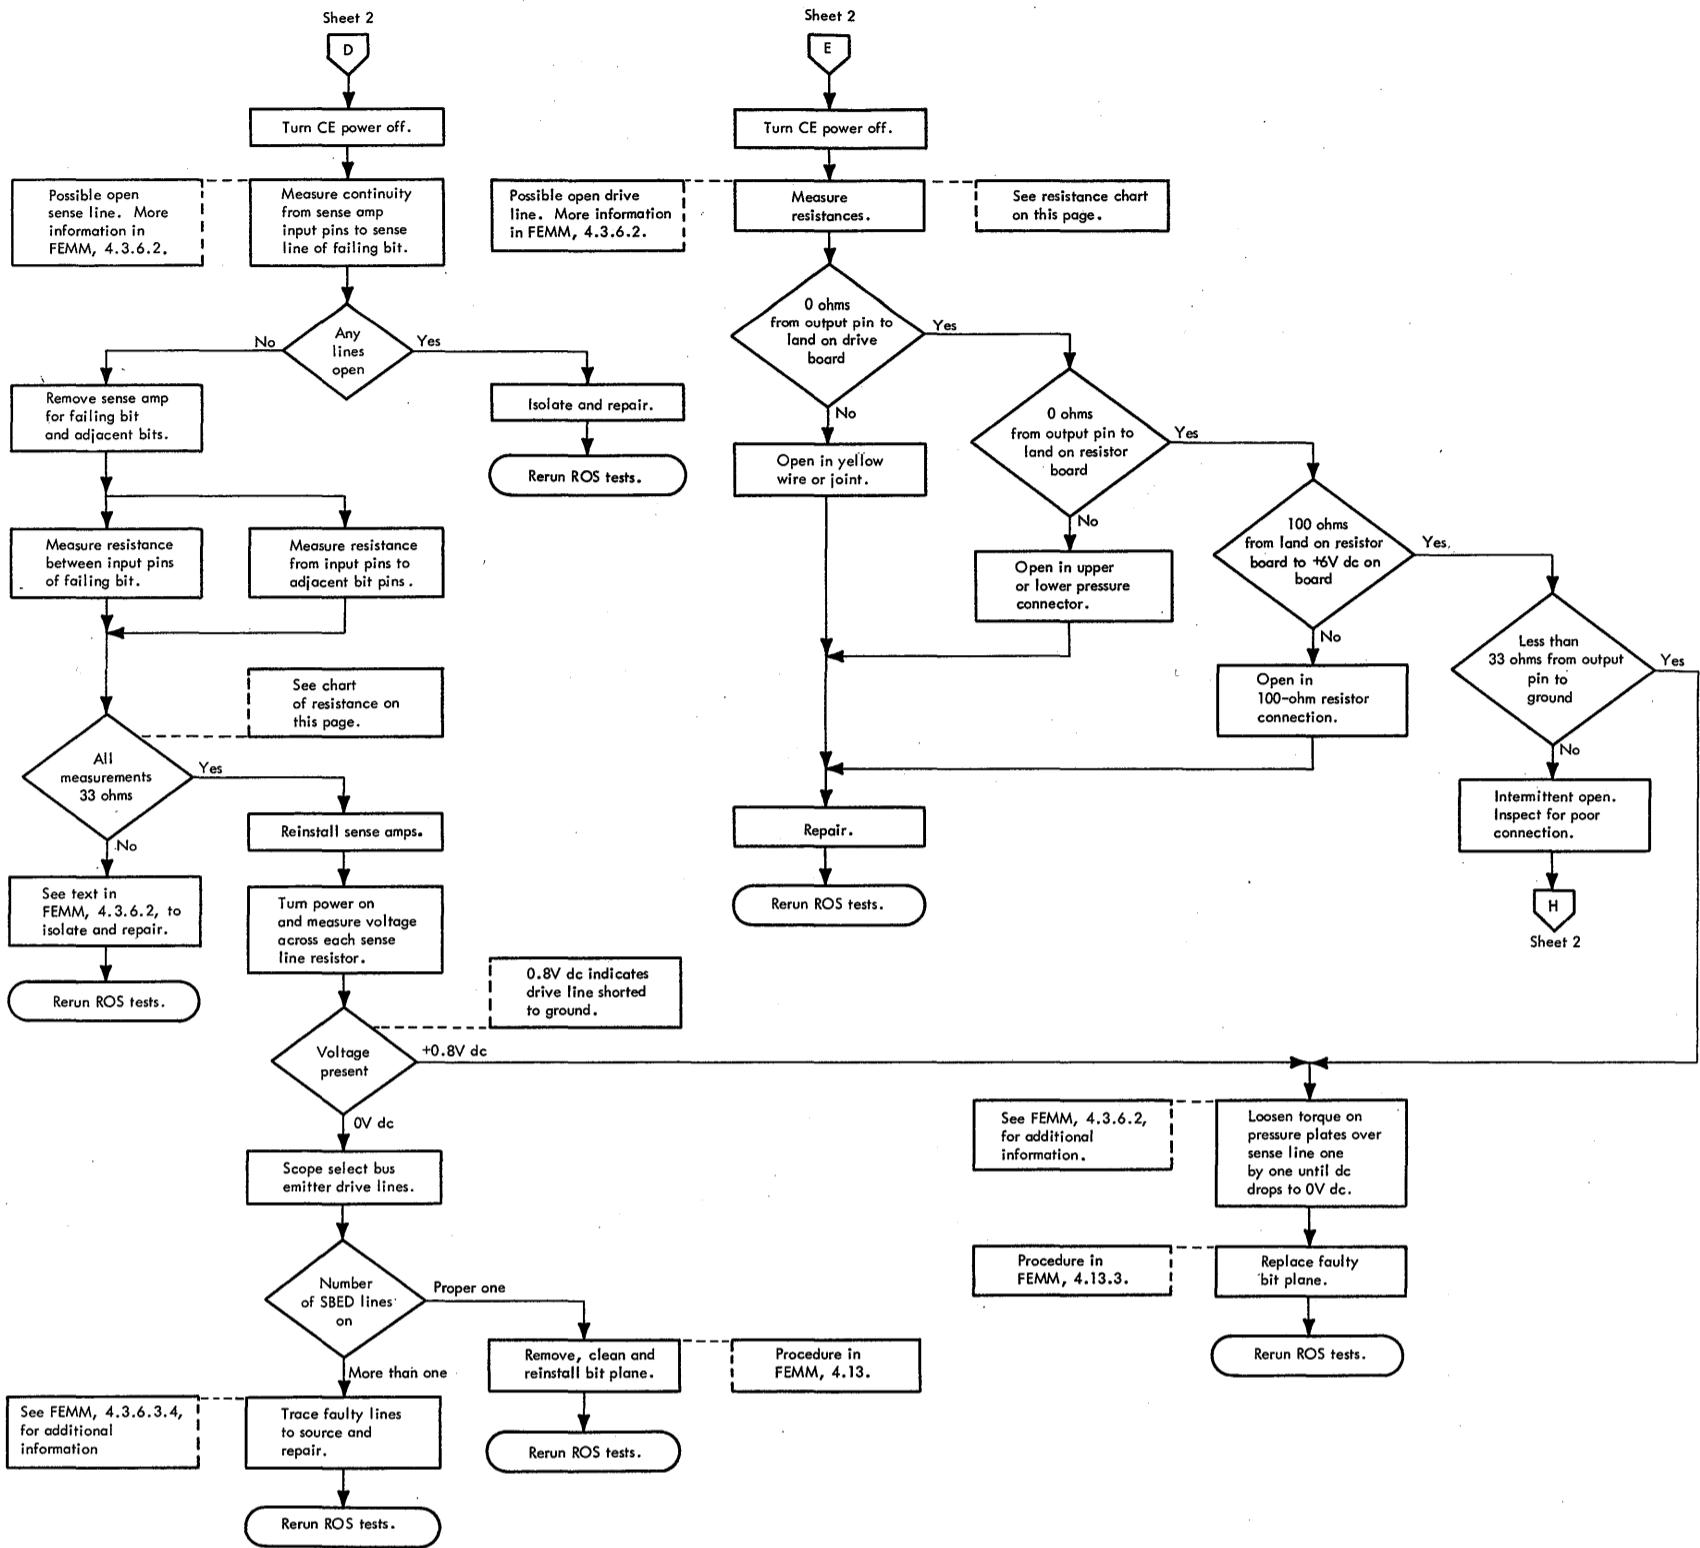 Sheet 2
D
Turn CE power off.
Possible open
sense line. More
information in
FEMM, 4.3.6.2.
Measure continuity
from sense amp
input pins to sense
line of failing bit.
Any
lines
open
No
Yes
Remove sense amp
for failing bit
and adjacent bits.
Isolate and repair.
Rerun ROS tests.
Measure resistance
between input pins
of failing bit.
Measure resistance
from input pins to
adjacent bit pins.
See chart
of resistance on
this page.
All
measurements
33 ohms
Yes
No
See text in
FEMM, 4.3.6.2, to
isolate and repair.
Rerun ROS tests.
Reinstall sense amps.
Turn power on
and measure voltage
across each sense
line resistor.
0.8V dc indicates
drive line shorted
to ground.
Voltage
present
+0.8V dc
0V dc
Scope select bus
emitter drive lines.
Number
of SBED lines
on
Proper one
More than one
Remove, clean and
reinstall bit plane.
Procedure in
FEMM, 4.13.
Rerun ROS tests.
See FEMM, 4.3.6.3.4,
for additional
information
Trace faulty lines
to source and
repair.
Rerun ROS tests.
Sheet 2
E
Turn CE power off.
Possible open drive
line. More information
in FEMM, 4.3.6.2.
Measure
resistances.
See resistance chart
on this page.
0 ohms
from output pin to
land on drive
board
Yes
No
Open in yellow
wire or joint.
0 ohms
from output pin to
land on resistor
board
Yes
No
Open in upper
or lower pressure
connector.
100 ohms
from land on resistor
board to +6V dc on
board
Yes
No
Open in
100-ohm resistor
connection.
Less than
33 ohms from output
pin to
ground
Yes
No
Intermittent open.
Inspect for poor
connection.
H
Sheet 2
Repair.
Rerun ROS tests.
See FEMM, 4.3.6.2,
for additional
information.
Loosen torque on
pressure plates over
sense line one
by one until dc
drops to 0V dc.
Procedure in
FEMM, 4.13.3.
Replace faulty
bit plane.
Rerun ROS tests.